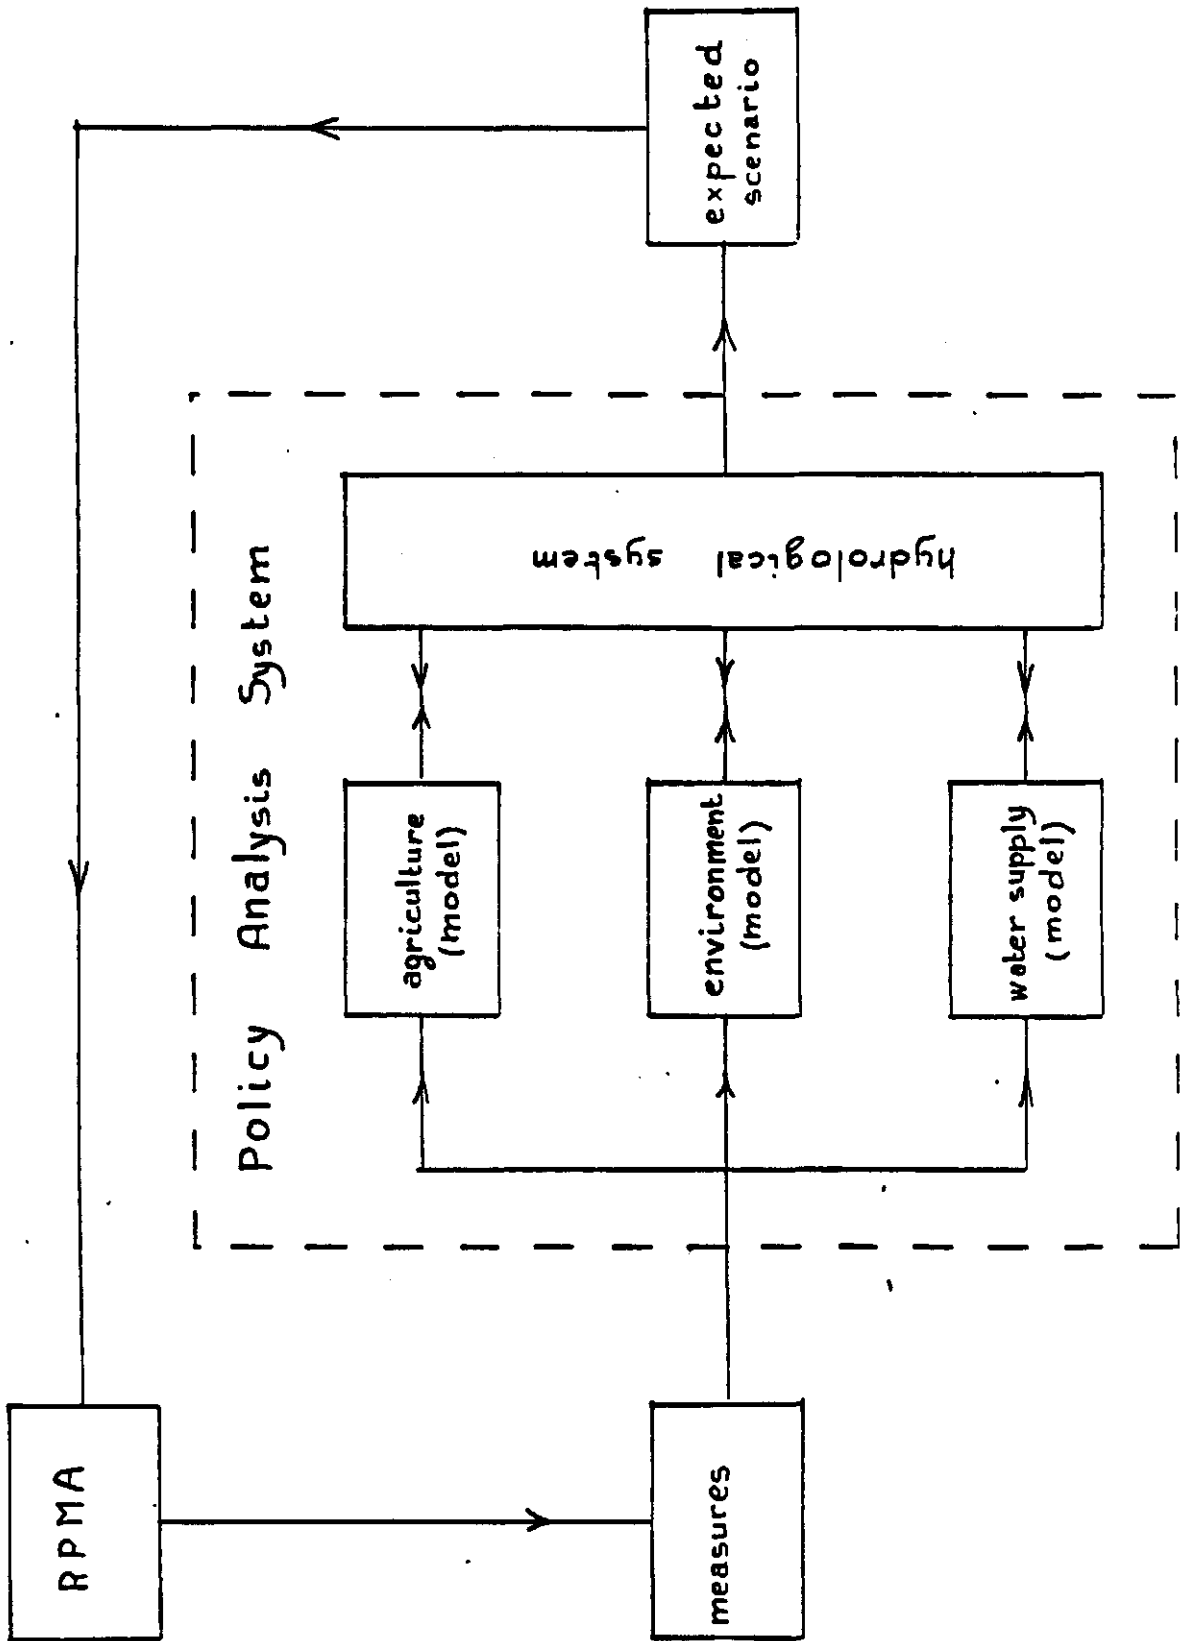 RPMA
Policy Analysis System
agriculture
(model)
environment
(model)
water supply
(model)
hydrological system
measures
expected
scenario